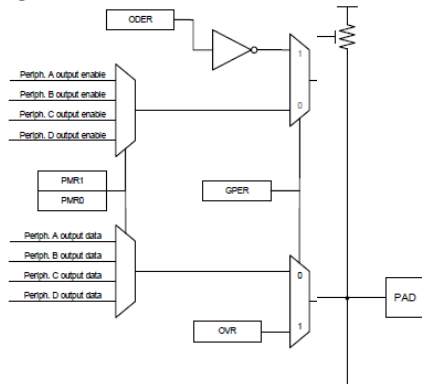 ODER
1
Periph. A output enable
Periph. B output enable
Periph. C output enable
Periph. D output enable
0
PMR1
GPER
PMR0
Periph. A output data
Periph. B output data
Periph. C output data
Periph. D output data
0
PAD
OVR
1